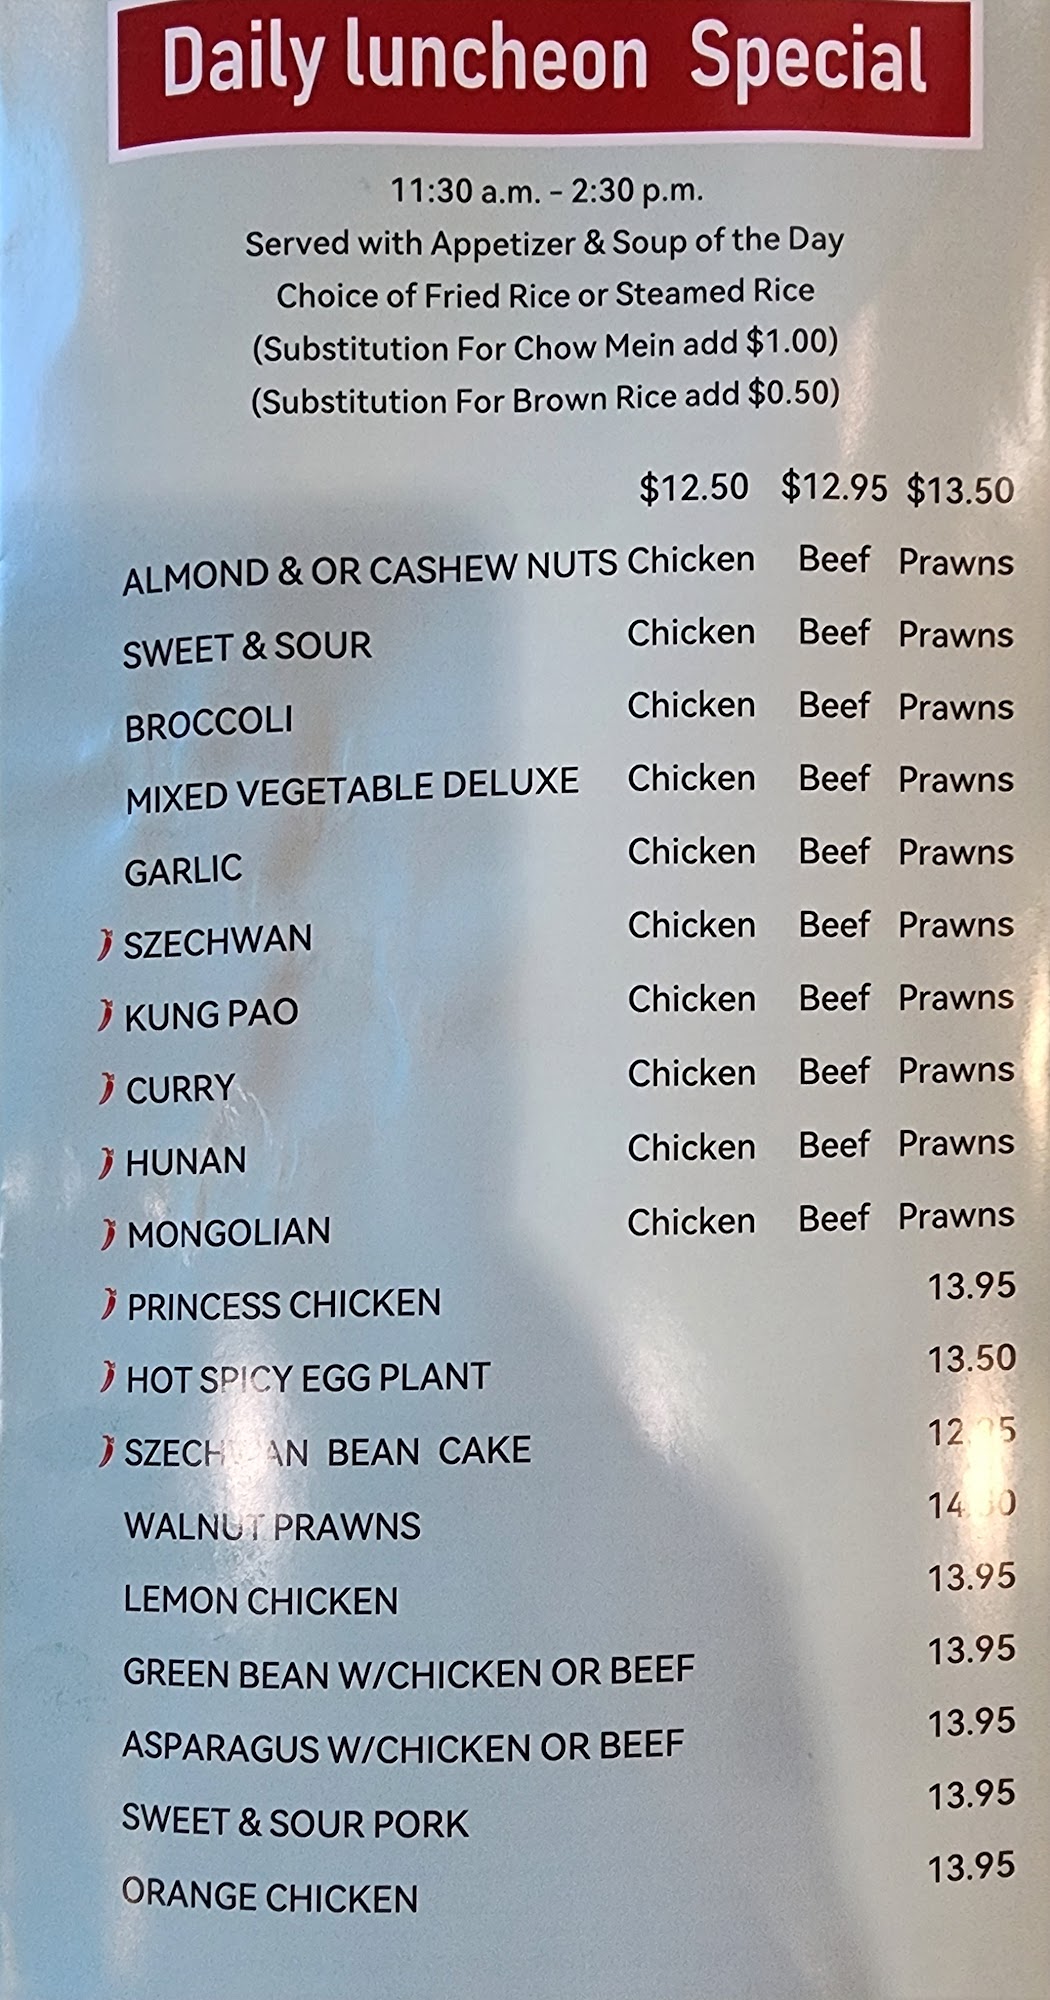 Daily luncheon Special
11:30 a.m. - 2:30 p.m.
Served with Appetizer & Soup of the Day
Choice of Fried Rice or Steamed Rice
(Substitution For Chow Mein add $1.00)
(Substitution For Brown Rice add $0.50)
$12.50 $12.95 $13.50
ALMOND & OR CASHEW NUTS Chicken Beef Prawns
SWEET & SOUR Chicken Beef Prawns
BROCCOLI Chicken Beef Prawns
MIXED VEGETABLE DELUXE Chicken Beef Prawns
GARLIC Chicken Beef Prawns
SZECHWAN Chicken Beef Prawns
KUNG PAO Chicken Beef Prawns
CURRY Chicken Beef Prawns
HUNAN Chicken Beef Prawns
MONGOLIAN Chicken Beef Prawns
PRINCESS CHICKEN 13.95
HOT SPICY EGG PLANT 13.50
SZECHWAN BEAN CAKE
WALNUT PRAWNS
LEMON CHICKEN 13.95
GREEN BEAN W/CHICKEN OR BEEF 13.95
ASPARAGUS W/CHICKEN OR BEEF 13.95
SWEET & SOUR PORK 13.95
ORANGE CHICKEN 13.95